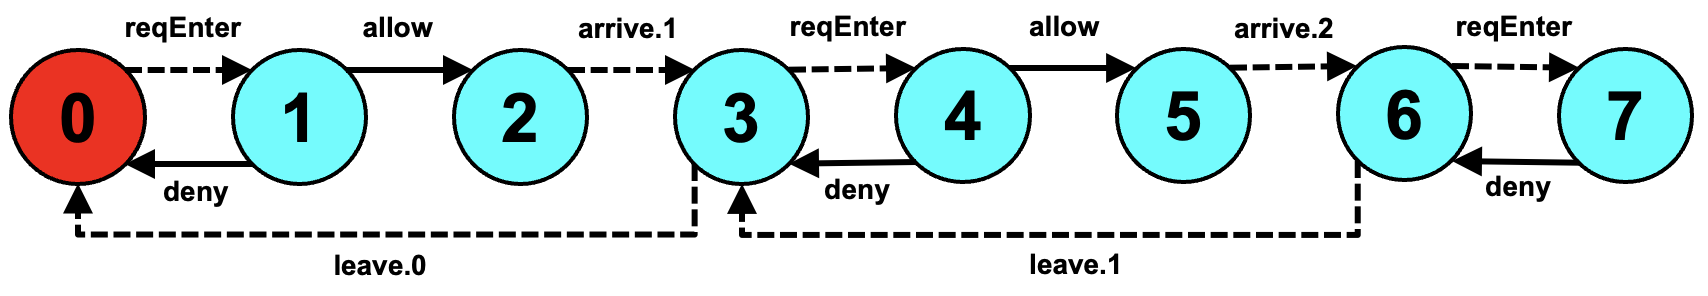 reqEnter allow arrive.1 reqEnter allow arrive.2 reqEnter
0 1 2 3 4 5 6 7
deny deny deny
leave.0 leave.1